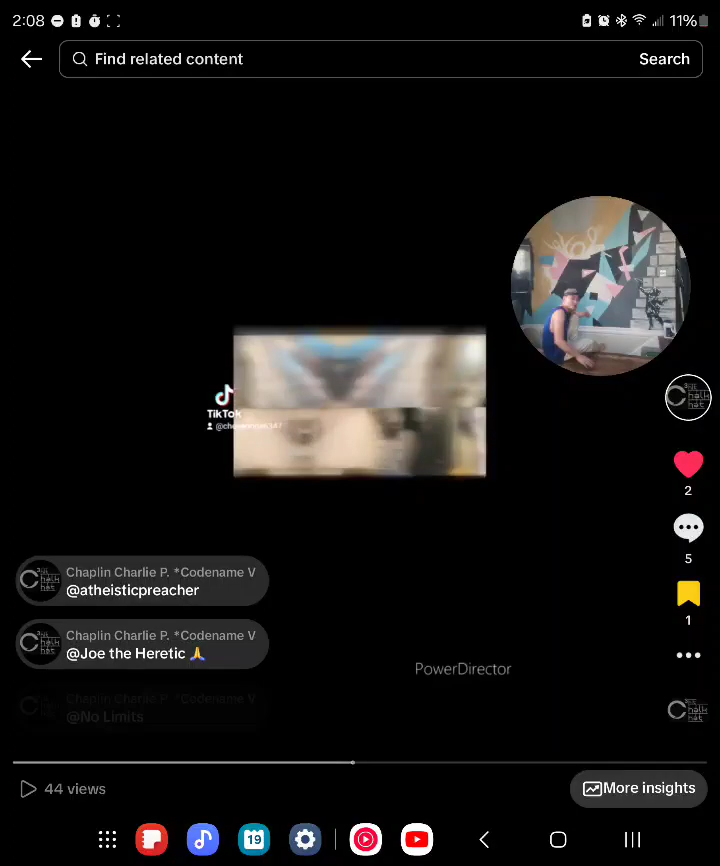 2:08
11%
Find related content
Search
TikTok
2
5
Chaplin Charlie P. *Codename V
@atheisticpreacher
1
Chaplin Charlie P. *Codename V
@Joe the Heretic 🙏
PowerDirector
Chaplin Charlie P. *Codename V
@No Limits
44 views
More insights
19